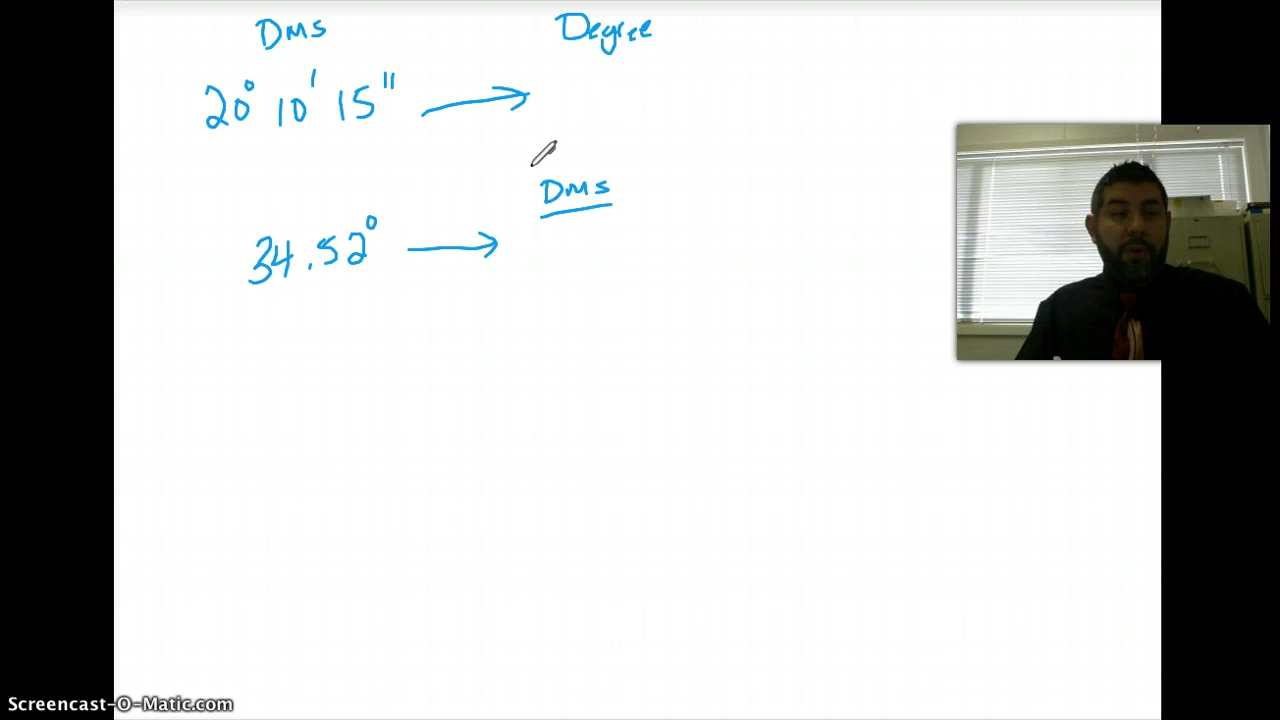 DMS Degree
20° 10' 15" →
DMS
34.52° →
Screencast-O-Matic.com